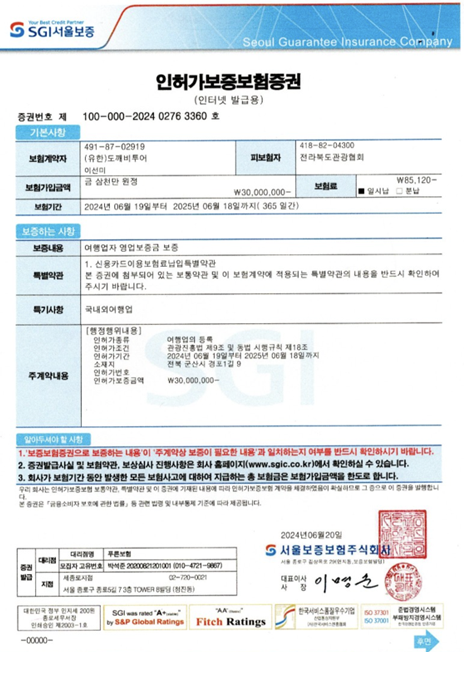 Your Best Credit Partner
SGI서울보증
Seoul Guarantee Insurance Company
인허가보증보험증권
(인터넷 발급용)
증권번호 제 100-000-2024 0276 3360 호
기본사항
보험계약자 491-87-02919 (유한)도깨비투어 이선미
피보험자 418-82-04300 전라북도관광협회
보험가입금액 금 삼천만 원정 ₩30,000,000-
보험료 ₩85,120- ■ 일시납 □ 분납
보험기간 2024년 06월 19일부터 2025년 06월 18일까지( 365 일간)
보증하는 사항
보증내용 여행업자 영업보증금 보증
특별약관 1. 신용카드이용보험료납입특별약관
본 증권에 첨부되어 있는 보통약관 및 이 보험계약에 적용되는 특별약관의 내용을 반드시 확인하여
주시기 바랍니다.
특기사항 국내외여행업
주계약내용
[행정행위내용]
인허가종류 여행업의 등록
인허가조건 관광진흥법 제9조 및 동법 시행규칙 제18조
인허가기간 2024년 06월 19일부터 2025년 06월 18일까지
소재지 전북 군산시 경포1길 9
인허가번호
인허가보증금액 ₩30,000,000-
SGI
알아두셔야 할 사항
1.'보증보험증권으로 보증하는 내용'이 '주계약상 보증이 필요한 내용'과 일치하는지 여부를 반드시 확인하시기 바랍니다.
2. 증권발급사실 및 보험약관, 보상심사 진행사항은 회사 홈페이지(www.sgic.co.kr)에서 확인하실 수 있습니다.
3. 회사가 보험기간 동안 발생한 모든 보험사고에 대하여 지급하는 총 보험금은 보험가입금액을 한도로 합니다.
우리 회사는 인허가보증보험 보통약관, 특별약관 및 이 증권에 기재된 내용에 따라 인허가보증보험 계약을 체결하였음이 확실하므로 그 증으로 이 증권을 발행합니다.
본 증권은 「금융소비자 보호에 관한 법률」 등 관련 법령 및 내부통제 기준에 따라 제공됩니다.
2024년06월20일
서울보증보험주식회사
서울 종로구 김상옥로 29(연지동,보증보험빌딩)
대표이사
사 장
증권발급
대리점
대리점명 푸른보험
모집자 고유번호 박석준 20200821201001 (010-4721-9867)
지점
세종로지점 02-720-0021
서울 종로구 종로5길 7 3층 TOWER 8빌딩 (청진동)
대한민국 정부 인지세 200원
종로세무서장
인쇄승인 제2003-1호
SGI was rated "A+
by S&P Global Ratings
"AA
Fitch Ratings
한국서비스품질우수기업
ISO 37301 준법경영시스템
ISO 37001 부패방지경영시스템
-00000-
후면